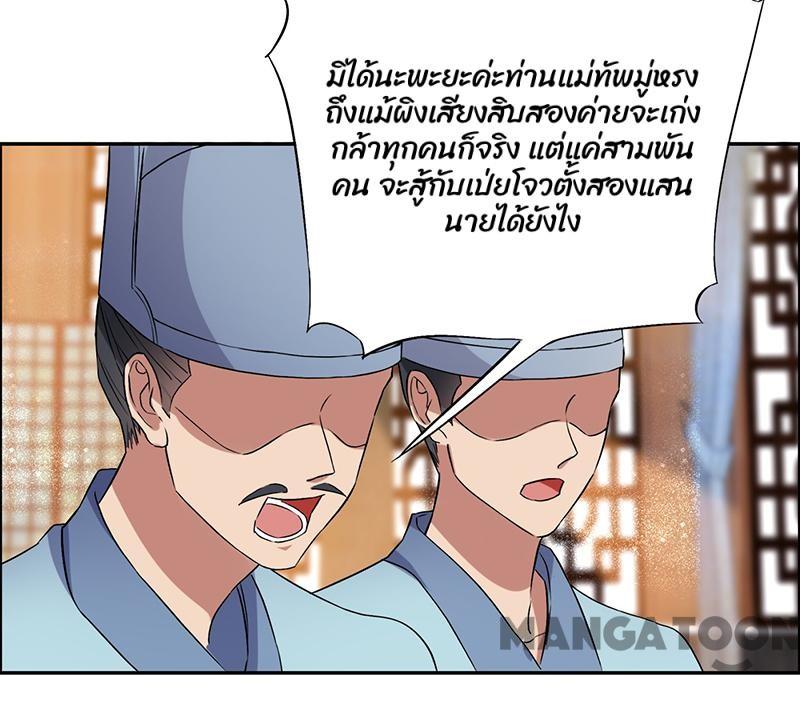 มิได้นะพะยะค่ะท่านแม่ทัพมู่หรง
ถึงแม้ผิงเสียงสิบสองค่ายจะเก่ง
กล้าทุกคนก็จริง แต่แค่สามพัน
คน จะสู้กับเป่ยโจวตั้งสองแสน
นายได้ยังไง
MANGATOON